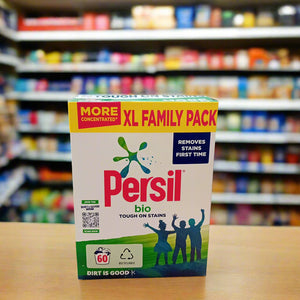 MORE
CONCENTRATED*
XL FAMILY PACK
REMOVES
STAINS
FIRST TIME
Persil
bio
TOUGH ON STAINS
60
DIRT IS GOOD